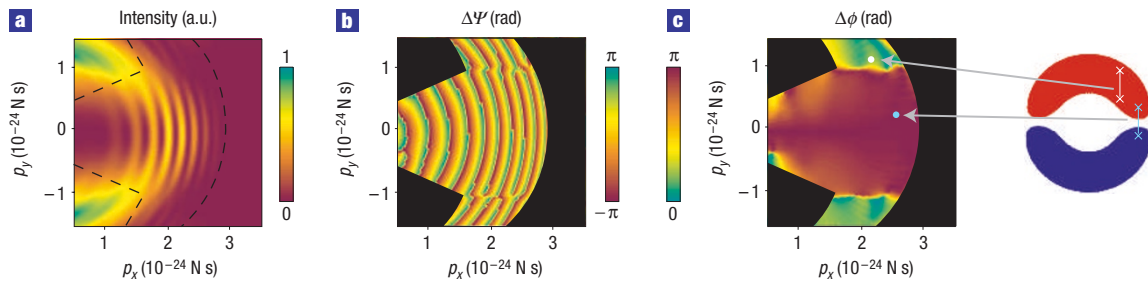 a Intensity (a.u.)
1
0
p_y (10⁻²⁴ N s)
1
0
−1
1 2 3
p_x (10⁻²⁴ N s)
b ΔΨ (rad)
π
−π
p_y (10⁻²⁴ N s)
1
0
−1
1 2 3
p_x (10⁻²⁴ N s)
c Δϕ (rad)
π
0
p_y (10⁻²⁴ N s)
1
0
−1
1 2 3
p_x (10⁻²⁴ N s)